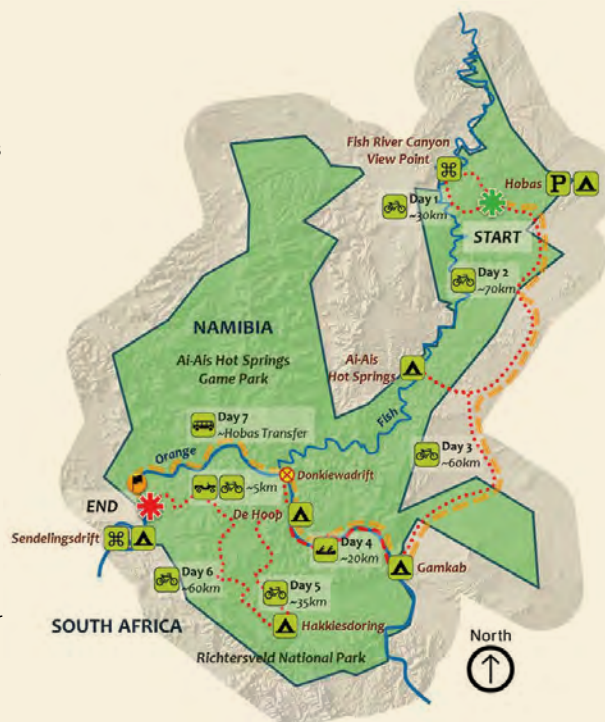 Fish River Canyon
View Point
Hobas
P
Day 1
~30km
START
Day 2
~70km
NAMIBIA
Ai-Ais Hot Springs
Game Park
Ai-Ais
Hot Springs
Fish
Day 7
~Hobas Transfer
Orange
Day 3
~60km
Donkiewadrift
~5km
END
De Hoop
Sendelingsdrift
Day 4
~20km
Gamkab
Day 6
~60km
Day 5
~35km
SOUTH AFRICA
Hakkiesdoring
Richtersveld National Park
North